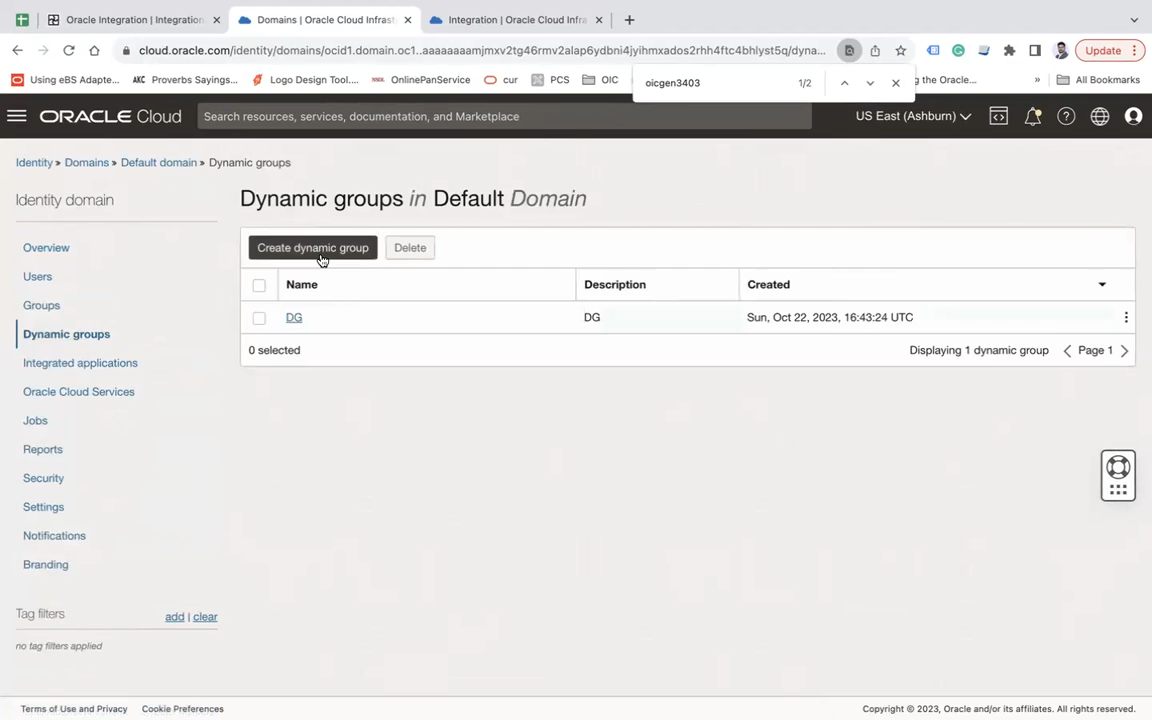 Oracle Integration | Integration
Domains | Oracle Cloud Infrast
Integration | Oracle Cloud Infra
cloud.oracle.com/identity/domains/ocid1.domain.oc1..aaaaaaaamjmxv2tg46rmv2alap6ydbni4jyihmxados2rhh4ftc4bhlyst5q/dyna...
Update
Using eBS Adapte...
AKC Proverbs Sayings...
Logo Design Tool....
OnlinePanService
cur
PCS
OIC
oicgen3403
1/2
g the Oracle...
»
All Bookmarks
ORACLE Cloud
Search resources, services, documentation, and Marketplace
US East (Ashburn)
Identity » Domains » Default domain » Dynamic groups
Identity domain
Overview
Users
Groups
Dynamic groups
Integrated applications
Oracle Cloud Services
Jobs
Reports
Security
Settings
Notifications
Branding
Tag filters
add | clear
no tag filters applied
Dynamic groups in Default Domain
Create dynamic group
Delete
Name
Description
Created
DG
DG
Sun, Oct 22, 2023, 16:43:24 UTC
0 selected
Displaying 1 dynamic group
Page 1
Terms of Use and Privacy
Cookie Preferences
Copyright © 2023, Oracle and/or its affiliates. All rights reserved.